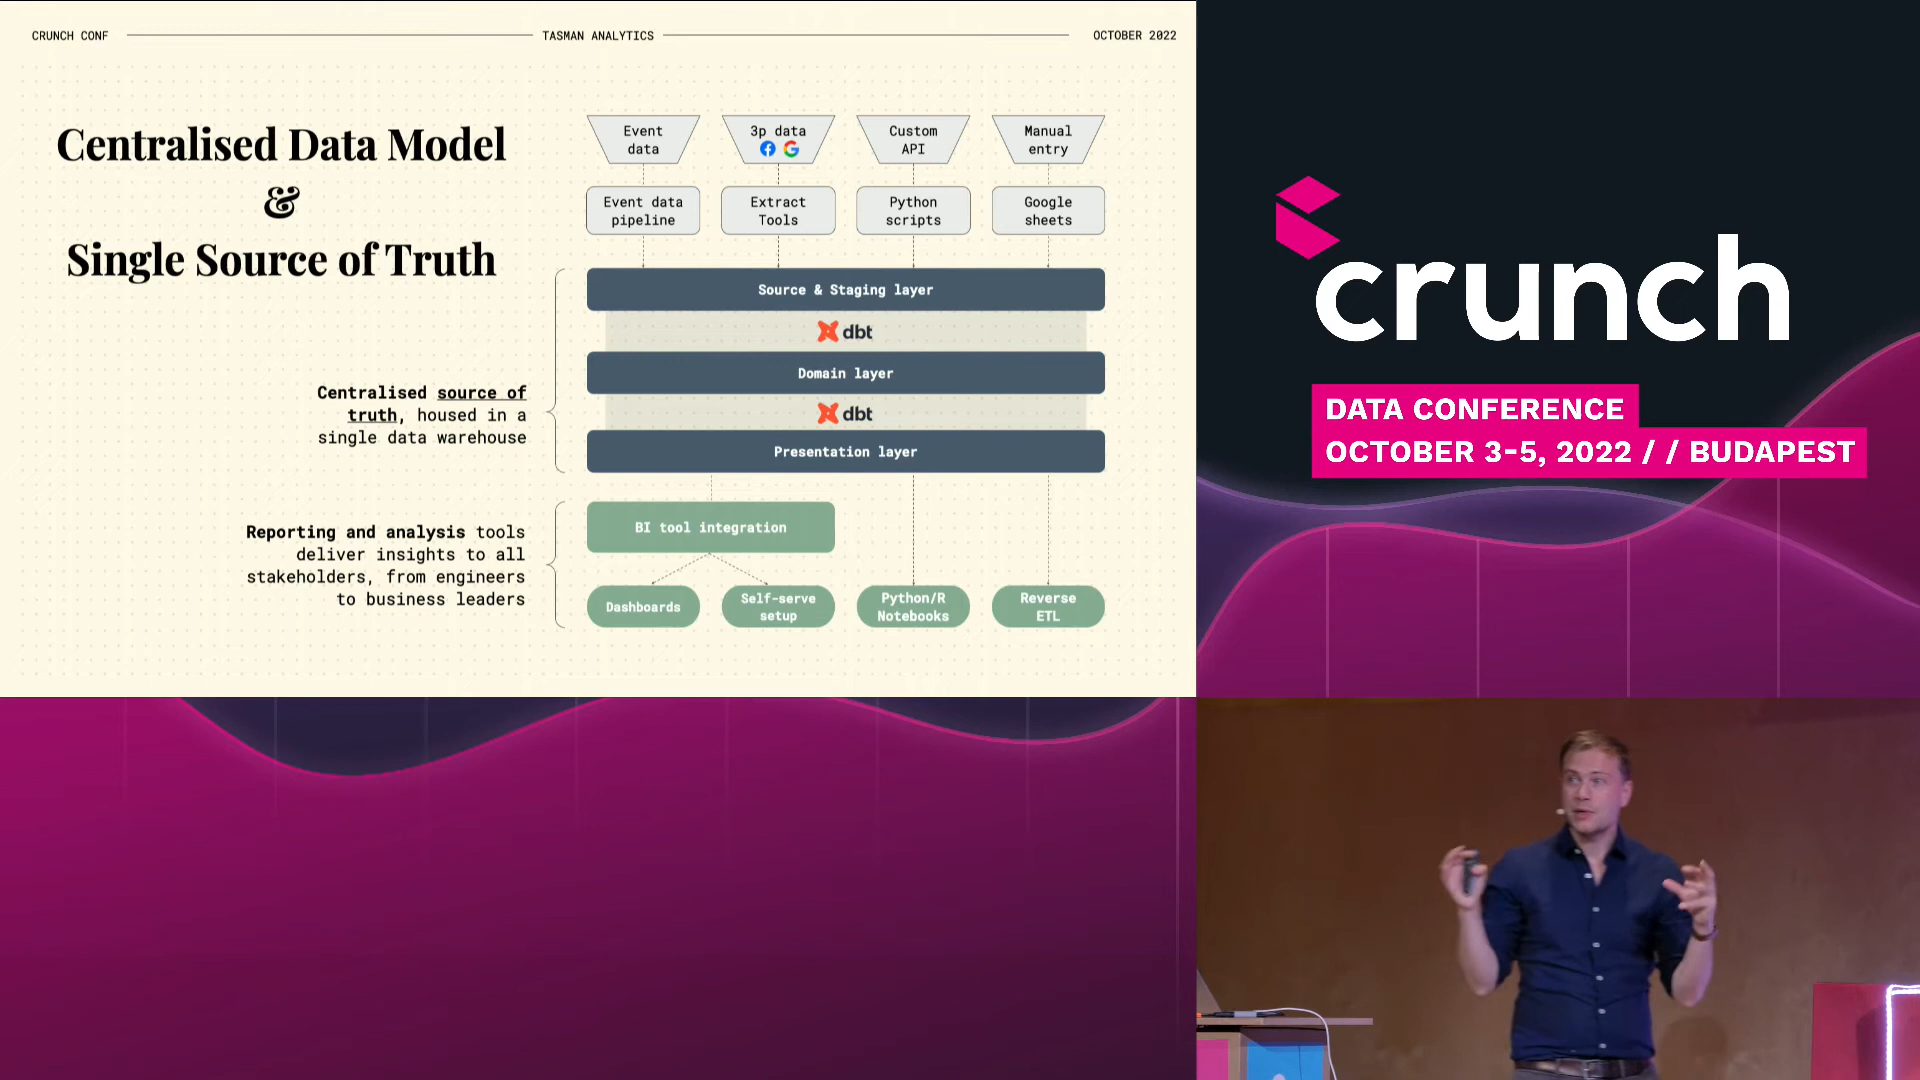 CRUNCH CONF
TASMAN ANALYTICS
OCTOBER 2022
Centralised Data Model
&
Single Source of Truth
Event
data
3p data
Custom
API
Manual
entry
Event data
pipeline
Extract
Tools
Python
scripts
Google
sheets
Source & Staging layer
dbt
Domain layer
dbt
Presentation layer
Centralised source of
truth, housed in a
single data warehouse
BI tool integration
Reporting and analysis tools
deliver insights to all
stakeholders, from engineers
to business leaders
Dashboards
Self-serve
setup
Python/R
Notebooks
Reverse
ETL
crunch
DATA CONFERENCE
OCTOBER 3-5, 2022 / / BUDAPEST